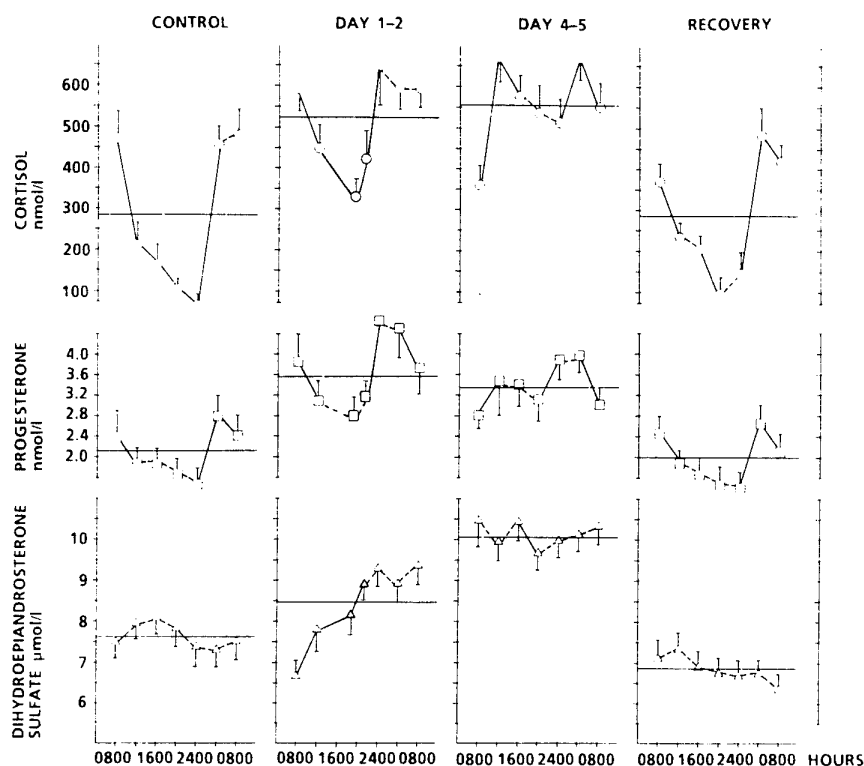 CONTROL DAY 1–2 DAY 4–5 RECOVERY
CORTISOL
nmol/l
600
500
400
300
200
100
PROGESTERONE
nmol/l
4.0
3.6
3.2
2.8
2.4
2.0
DIHYDROEPIANDROSTERONE
SULFATE µmol/l
10
9
8
7
6
0800 1600 2400 0800 0800 1600 2400 0800 0800 1600 2400 0800 0800 1600 2400 0800 HOURS